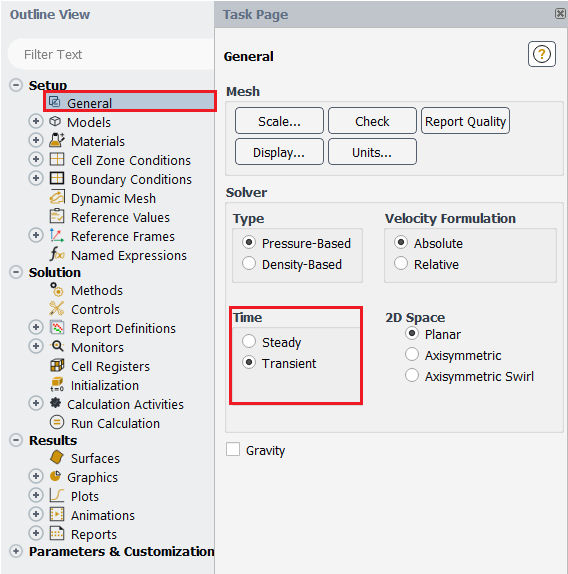 Outline View
Filter Text
Setup
General
Models
Materials
Cell Zone Conditions
Boundary Conditions
Dynamic Mesh
Reference Values
Reference Frames
Named Expressions
Solution
Methods
Controls
Report Definitions
Monitors
Cell Registers
t=0 Initialization
Calculation Activities
Run Calculation
Results
Surfaces
Graphics
Plots
Animations
Reports
Parameters & Customization
Task Page
General
?
Mesh
Scale... Check Report Quality
Display... Units...
Solver
Type
Pressure-Based
Density-Based
Velocity Formulation
Absolute
Relative
Time
Steady
Transient
2D Space
Planar
Axisymmetric
Axisymmetric Swirl
Gravity